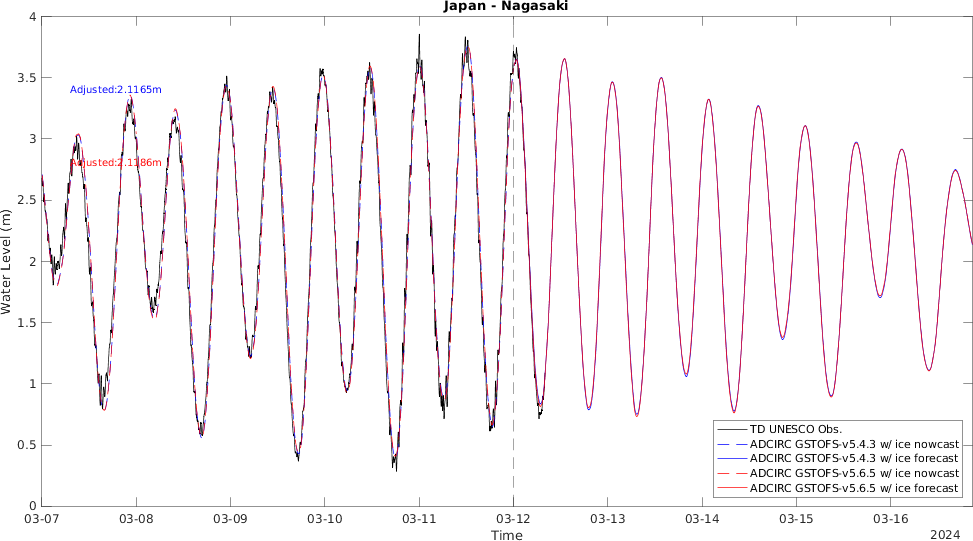 Japan - Nagasaki
4
3.5
3
2.5
2
1.5
1
0.5
0
Water Level (m)
Adjusted:2.1165m
Adjusted:2.1186m
TD UNESCO Obs.
ADCIRC GSTOFS-v5.4.3 w/ ice nowcast
ADCIRC GSTOFS-v5.4.3 w/ ice forecast
ADCIRC GSTOFS-v5.6.5 w/ ice nowcast
ADCIRC GSTOFS-v5.6.5 w/ ice forecast
03-07 03-08 03-09 03-10 03-11 03-12 03-13 03-14 03-15 03-16
Time
2024